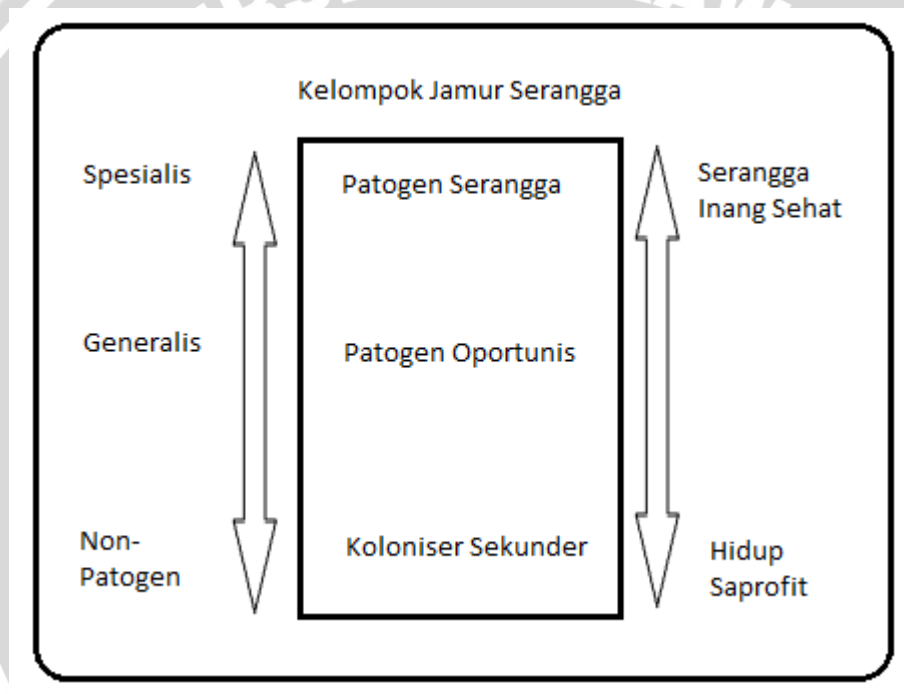 Kelompok Jamur Serangga
Spesialis
Patogen Serangga
Serangga
Inang Sehat
Generalis
Patogen Oportunis
Non-
Patogen
Koloniser Sekunder
Hidup
Saprofit